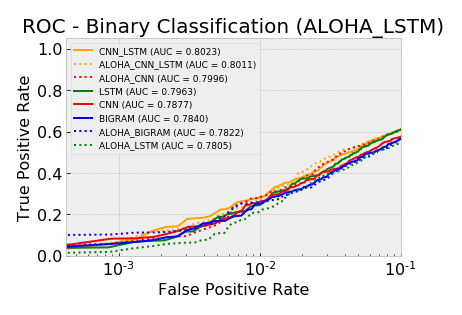 ROC - Binary Classification (ALOHA_LSTM)
1.0
0.8
0.6
0.4
0.2
0.0
True Positive Rate
CNN_LSTM (AUC = 0.8023)
ALOHA_CNN_LSTM (AUC = 0.8011)
ALOHA_CNN (AUC = 0.7996)
LSTM (AUC = 0.7963)
CNN (AUC = 0.7877)
BIGRAM (AUC = 0.7840)
ALOHA_BIGRAM (AUC = 0.7822)
ALOHA_LSTM (AUC = 0.7805)
10⁻³ 10⁻² 10⁻¹
False Positive Rate